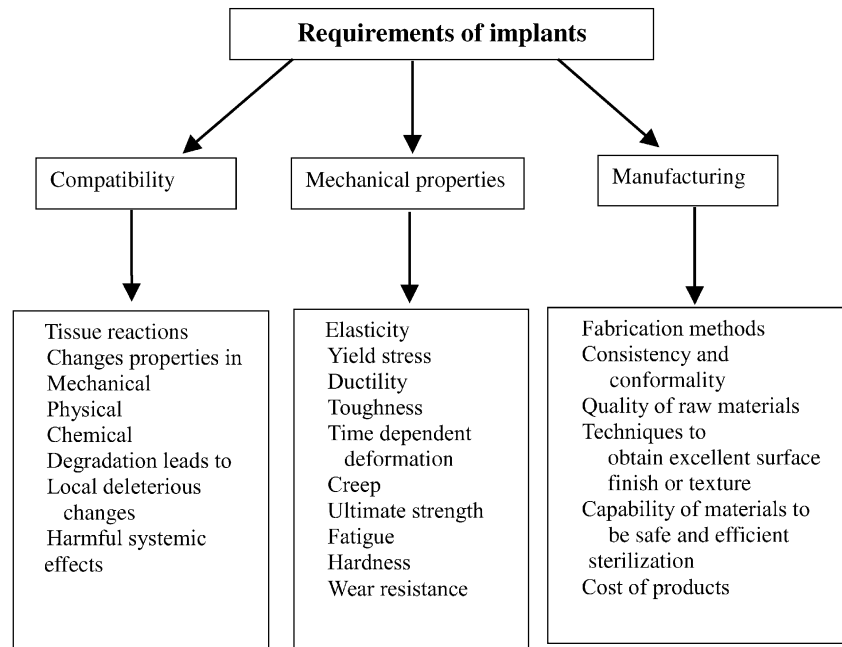 Requirements of implants
Compatibility
Mechanical properties
Manufacturing
Tissue reactions
Changes properties in
Mechanical
Physical
Chemical
Degradation leads to
Local deleterious
changes
Harmful systemic
effects
Elasticity
Yield stress
Ductility
Toughness
Time dependent
deformation
Creep
Ultimate strength
Fatigue
Hardness
Wear resistance
Fabrication methods
Consistency and
conformality
Quality of raw materials
Techniques to
obtain excellent surface
finish or texture
Capability of materials to
be safe and efficient
sterilization
Cost of products